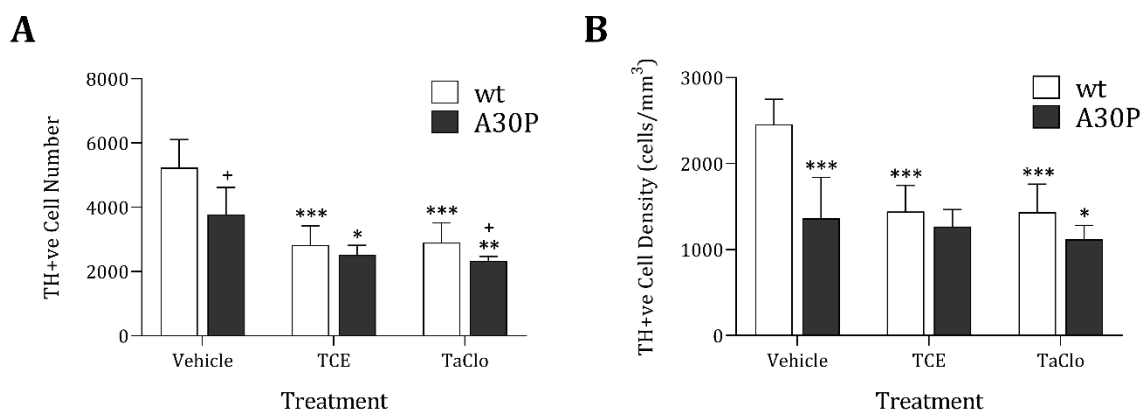 A
TH+ve Cell Number
8000
6000
4000
2000
0
wt
A30P
+
***
*
***
+
**
Vehicle TCE TaClo
Treatment
B
TH+ve Cell Density (cells/mm³)
3000
2000
1000
0
wt
A30P
***
***
***
*
Vehicle TCE TaClo
Treatment